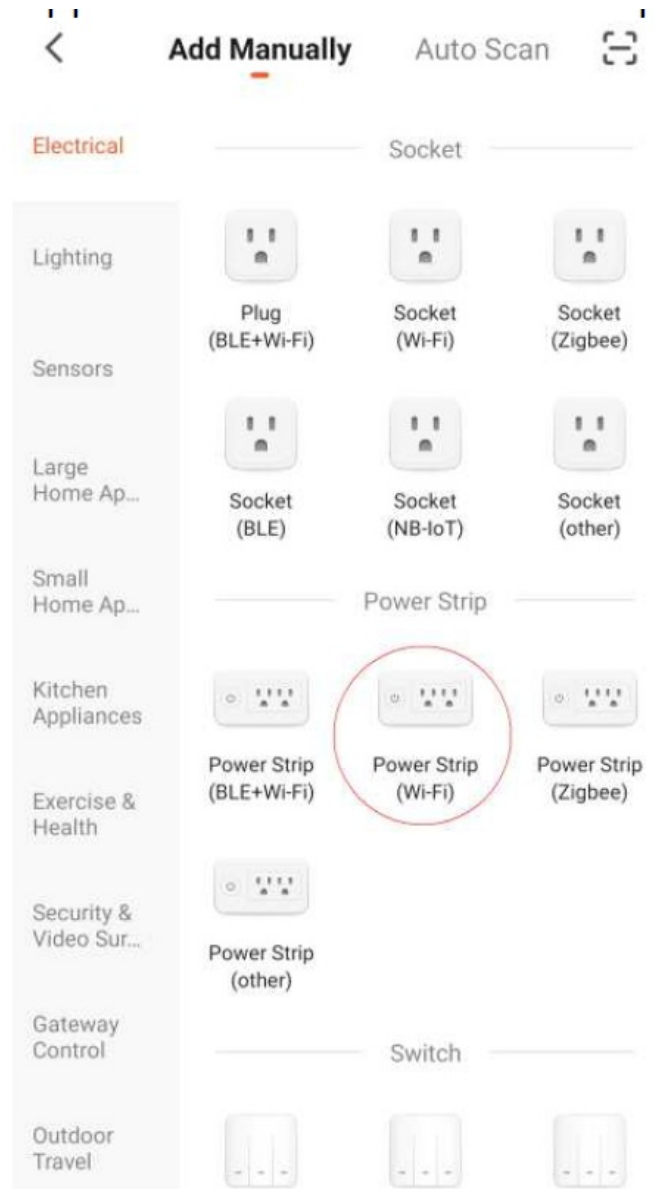 Add Manually
Auto Scan
Electrical
Lighting
Sensors
Large
Home Ap...
Small
Home Ap...
Kitchen
Appliances
Exercise &
Health
Security &
Video Sur...
Gateway
Control
Outdoor
Travel
Socket
Plug
(BLE+Wi-Fi)
Socket
(Wi-Fi)
Socket
(Zigbee)
Socket
(BLE)
Socket
(NB-IoT)
Socket
(other)
Power Strip
Power Strip
(BLE+Wi-Fi)
Power Strip
(Wi-Fi)
Power Strip
(Zigbee)
Power Strip
(other)
Switch